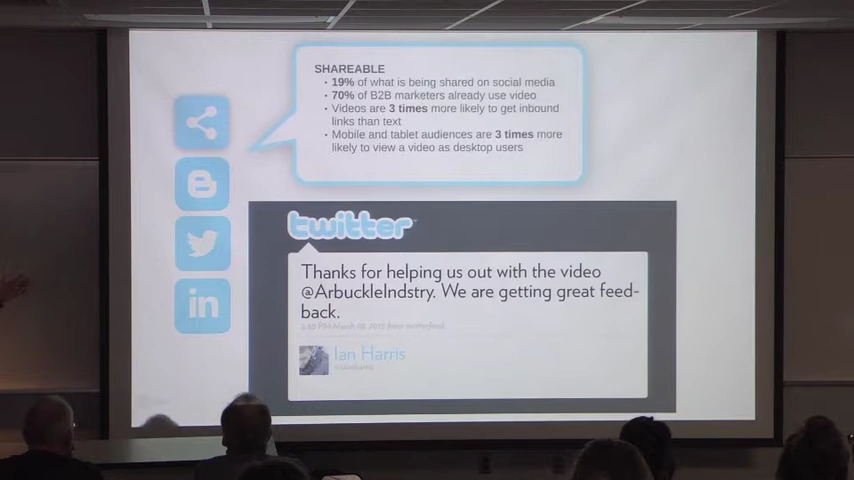 SHAREABLE
· 19% of what is being shared on social media
· 70% of B2B marketers already use video
· Videos are 3 times more likely to get inbound
links than text
· Mobile and tablet audiences are 3 times more
likely to view a video as desktop users
twitter
in
Thanks for helping us out with the video
@ArbuckleIndstry. We are getting great feed-
back.
Ian Harris